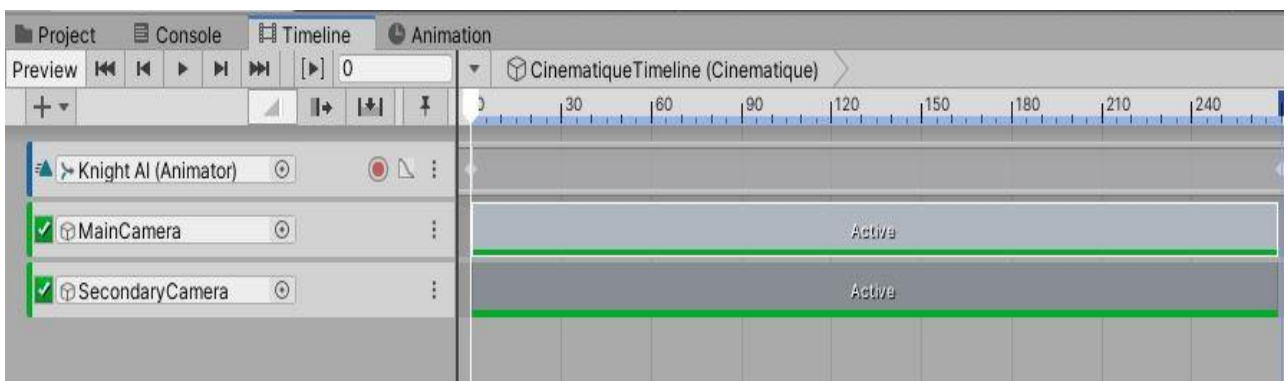 Project Console Timeline Animation
Preview 0 CinematiqueTimeline (Cinematique)
0 30 60 90 120 150 180 210 240
Knight AI (Animator)
MainCamera Active
SecondaryCamera Active